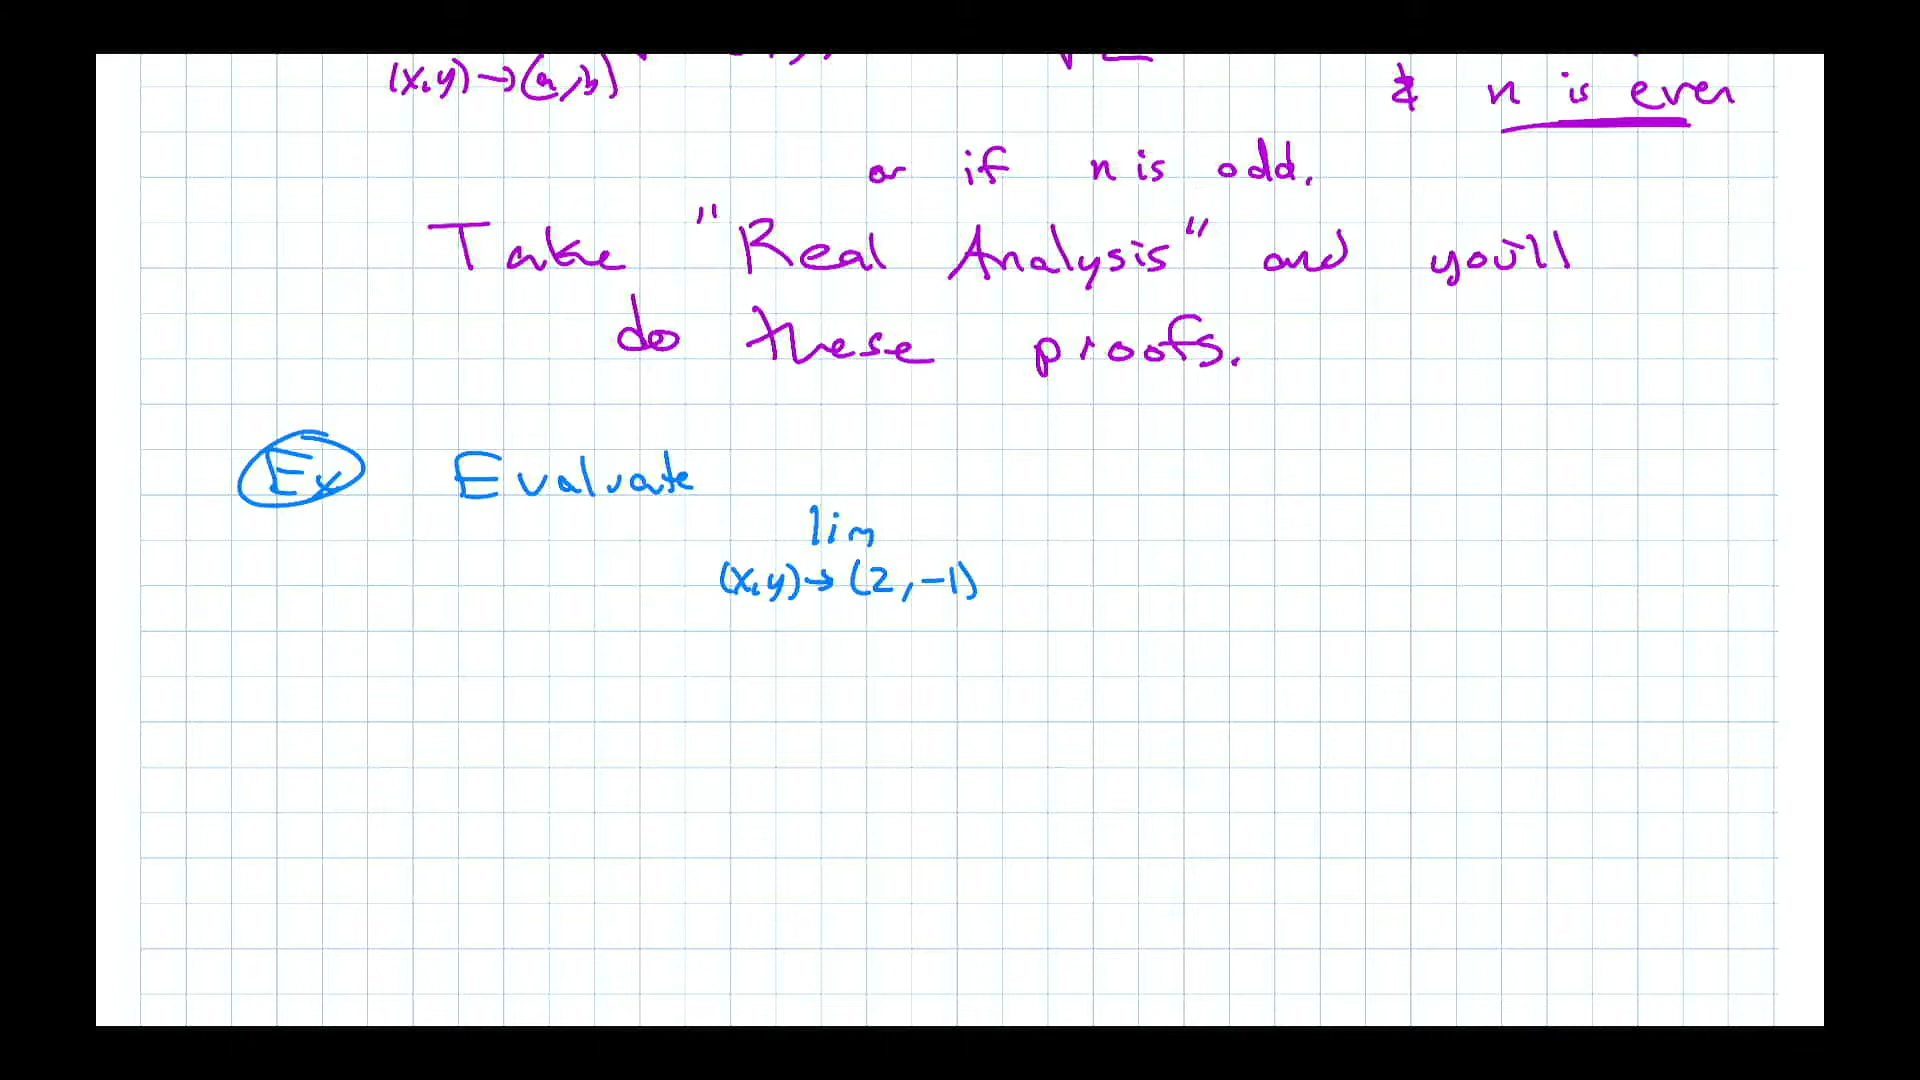 (x,y)→(a,b)
& n is even
or if n is odd.
Take "Real Analysis" and you'll
do these proofs.
Ex Evaluate
lim
(x,y)→(2,-1)